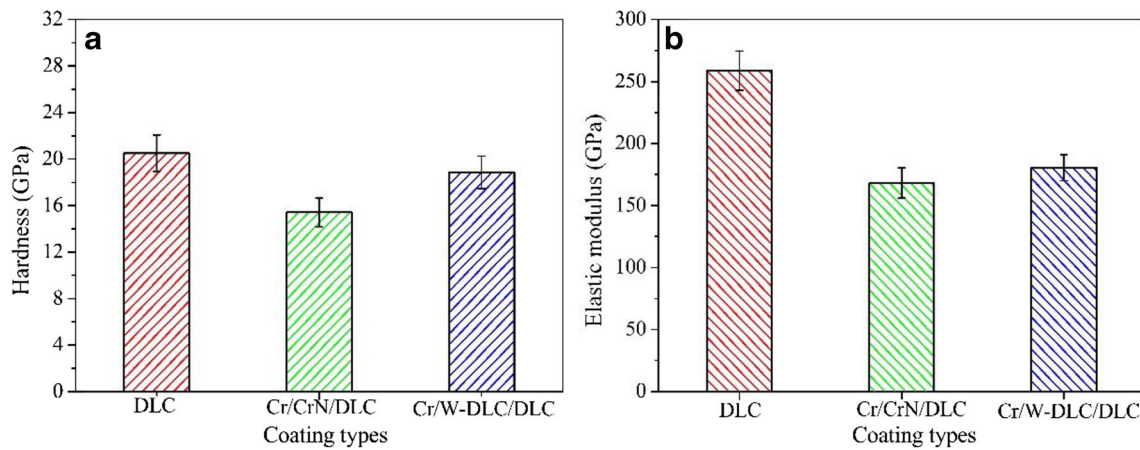 a
Hardness (GPa)
32
28
24
20
16
12
8
4
0
DLC
Cr/CrN/DLC
Cr/W-DLC/DLC
Coating types
b
Elastic modulus (GPa)
300
250
200
150
100
50
0
DLC
Cr/CrN/DLC
Cr/W-DLC/DLC
Coating types